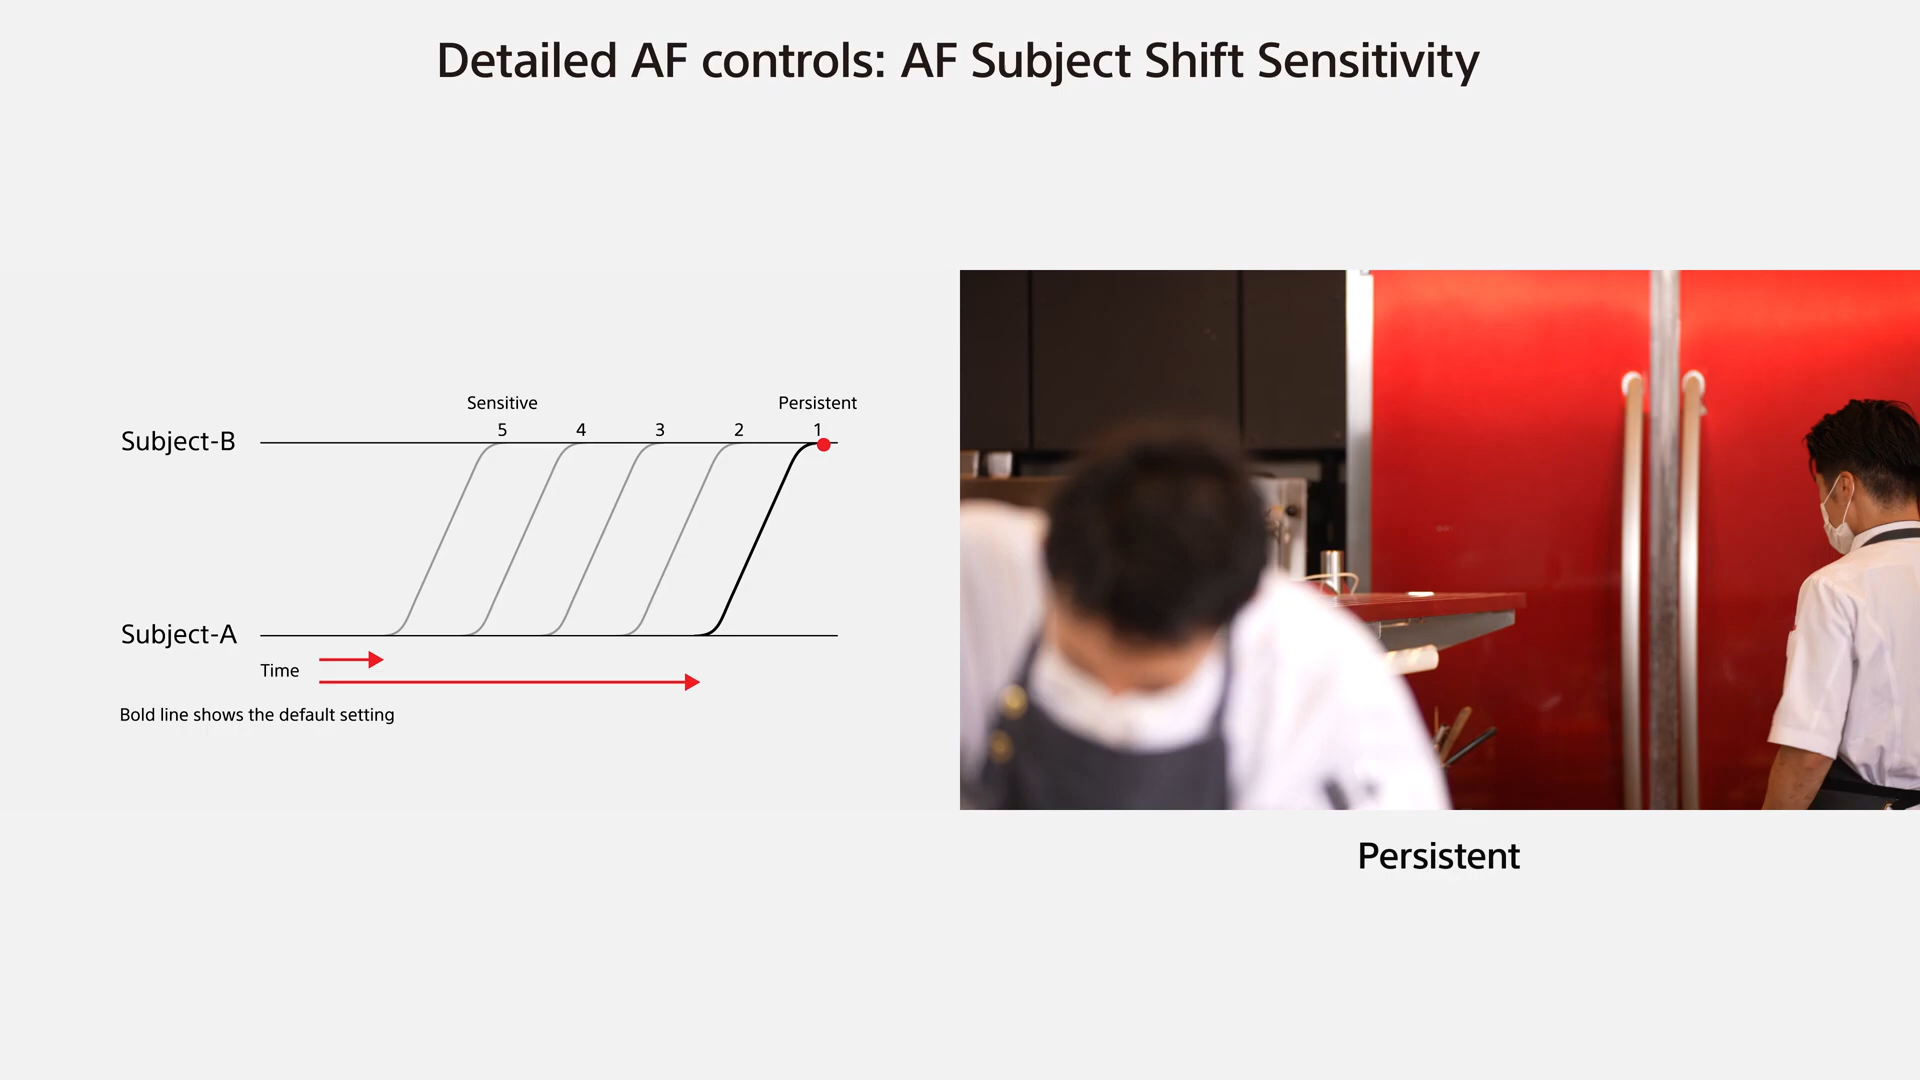 Detailed AF controls: AF Subject Shift Sensitivity
Sensitive Persistent
5 4 3 2 1
Subject-B
Subject-A
Time
Bold line shows the default setting
Persistent